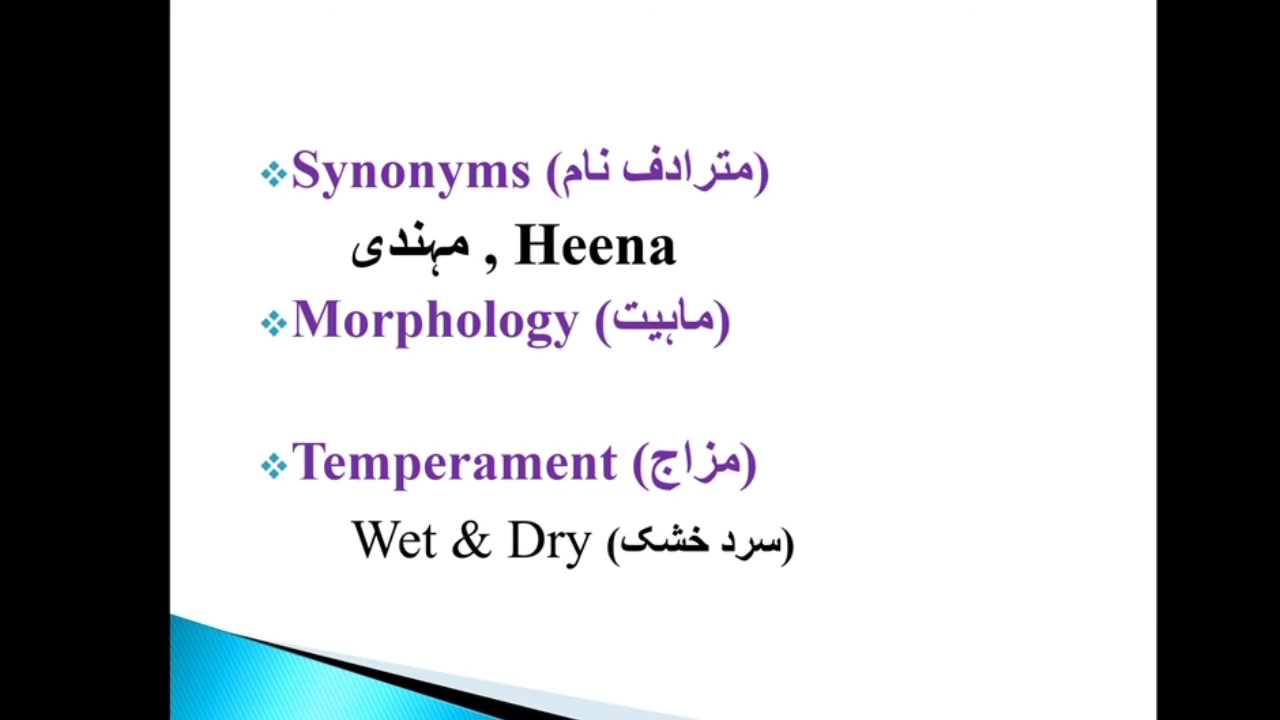 Synonyms (مترادف نام)
مہندی , Heena
Morphology (ماہیت)
Temperament (مزاج)
Wet & Dry (سرد خشک)